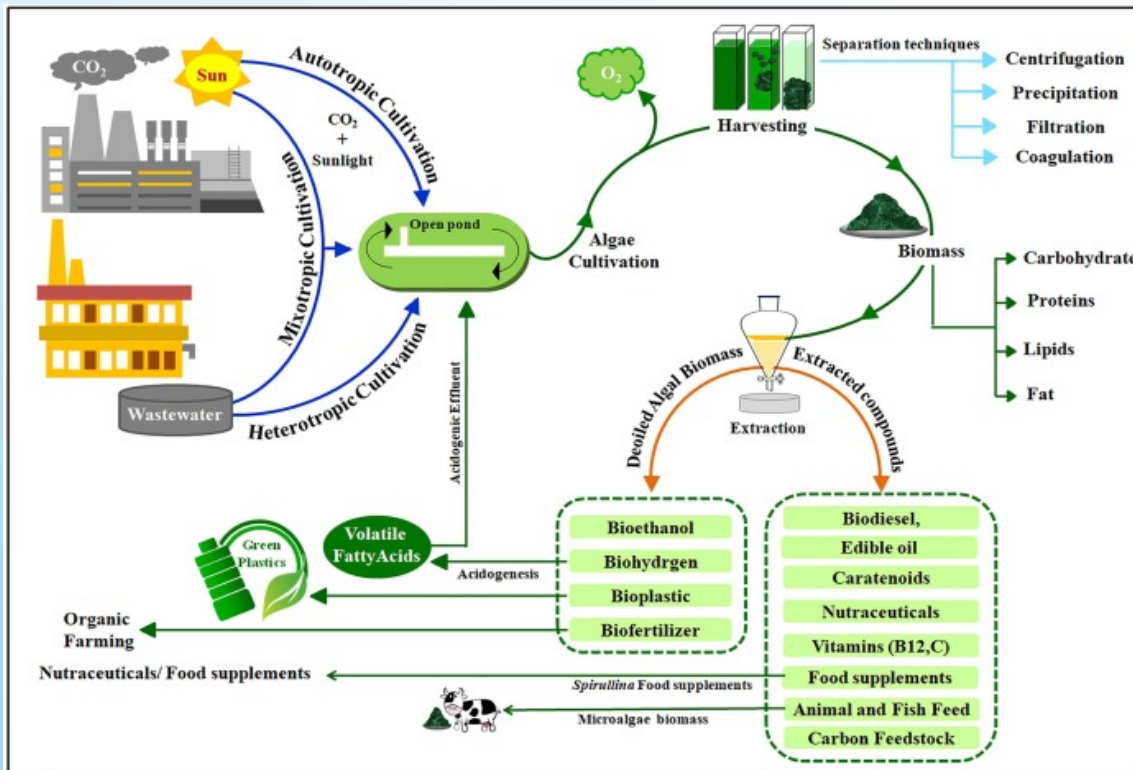 CO2
Sun
Autotropic Cultivation
CO2
+
Sunlight
Mixotropic Cultivation
Wastewater
Heterotropic Cultivation
Open pond
Algae
Cultivation
O2
Harvesting
Separation techniques
Centrifugation
Precipitation
Filtration
Coagulation
Biomass
Carbohydrate
Proteins
Lipids
Fat
Extraction
Deoiled Algal Biomass
Extracted compounds
Acidogenic Effluent
Volatile
FattyAcids
Acidogenesis
Green
Plastics
Organic
Farming
Bioethanol
Biohydrgen
Bioplastic
Biofertilizer
Biodiesel,
Edible oil
Caratenoids
Nutraceuticals
Vitamins (B12,C)
Food supplements
Animal and Fish Feed
Carbon Feedstock
Nutraceuticals/ Food supplements
Spirullina Food supplements
Microalgae biomass